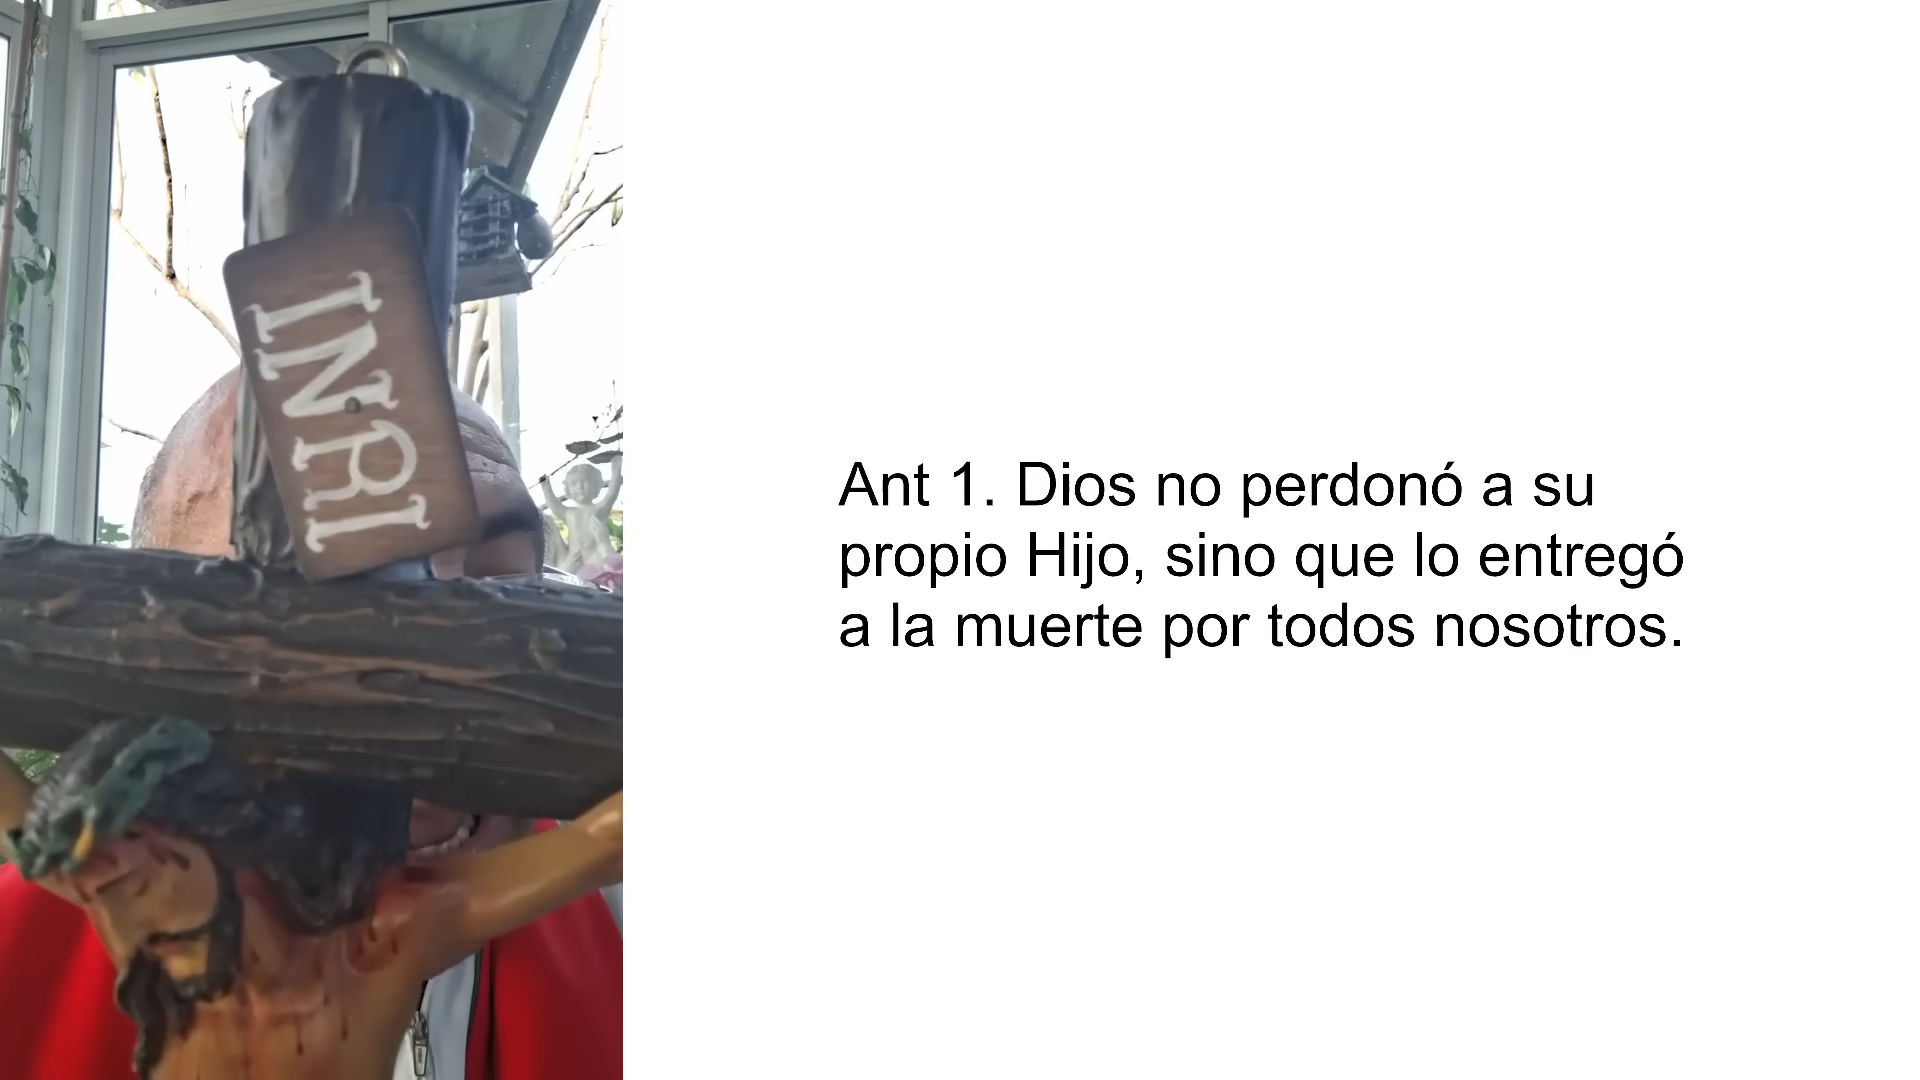 INRI
Ant 1. Dios no perdonó a su
propio Hijo, sino que lo entregó
a la muerte por todos nosotros.